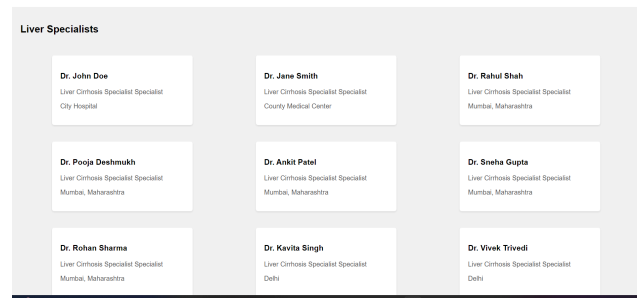 Liver Specialists
Dr. John Doe
Liver Cirrhosis Specialist Specialist
City Hospital
Dr. Jane Smith
Liver Cirrhosis Specialist Specialist
County Medical Center
Dr. Rahul Shah
Liver Cirrhosis Specialist Specialist
Mumbai, Maharashtra
Dr. Pooja Deshmukh
Liver Cirrhosis Specialist Specialist
Mumbai, Maharashtra
Dr. Ankit Patel
Liver Cirrhosis Specialist Specialist
Mumbai, Maharashtra
Dr. Sneha Gupta
Liver Cirrhosis Specialist Specialist
Mumbai, Maharashtra
Dr. Rohan Sharma
Liver Cirrhosis Specialist Specialist
Mumbai, Maharashtra
Dr. Kavita Singh
Liver Cirrhosis Specialist Specialist
Delhi
Dr. Vivek Trivedi
Liver Cirrhosis Specialist Specialist
Delhi